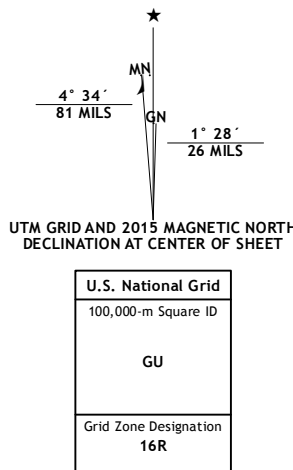 ★
MN
GN
4° 34´
81 MILS
1° 28´
26 MILS
UTM GRID AND 2015 MAGNETIC NORTH
DECLINATION AT CENTER OF SHEET
U.S. National Grid
100,000-m Square ID
GU
Grid Zone Designation
16R